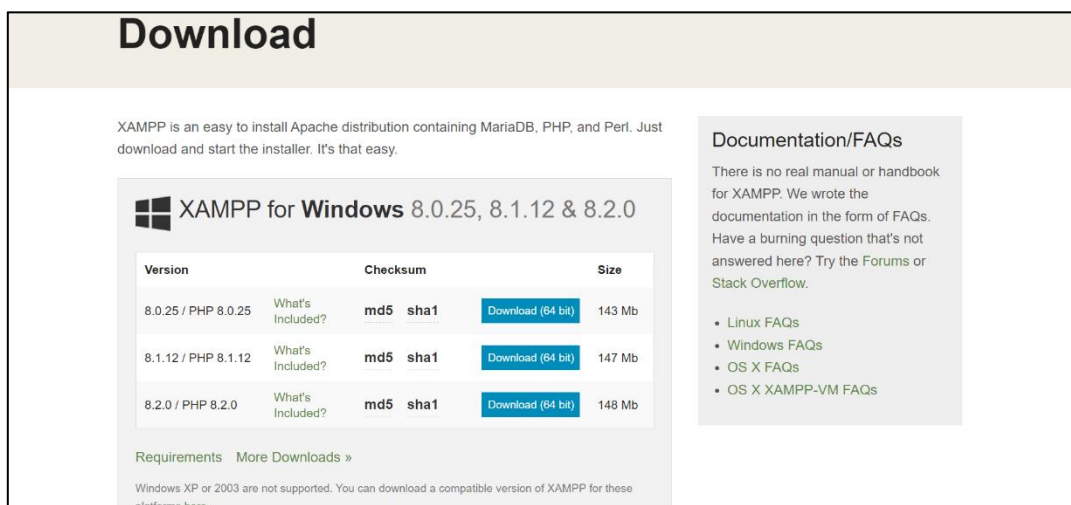 Download
XAMPP is an easy to install Apache distribution containing MariaDB, PHP, and Perl. Just
download and start the installer. It's that easy.
XAMPP for Windows 8.0.25, 8.1.12 & 8.2.0
Version Checksum Size
8.0.25 / PHP 8.0.25 What's Included? md5 sha1 Download (64 bit) 143 Mb
8.1.12 / PHP 8.1.12 What's Included? md5 sha1 Download (64 bit) 147 Mb
8.2.0 / PHP 8.2.0 What's Included? md5 sha1 Download (64 bit) 148 Mb
Requirements More Downloads »
Windows XP or 2003 are not supported. You can download a compatible version of XAMPP for these
platforms here.
Documentation/FAQs
There is no real manual or handbook
for XAMPP. We wrote the
documentation in the form of FAQs.
Have a burning question that's not
answered here? Try the Forums or
Stack Overflow.
• Linux FAQs
• Windows FAQs
• OS X FAQs
• OS X XAMPP-VM FAQs